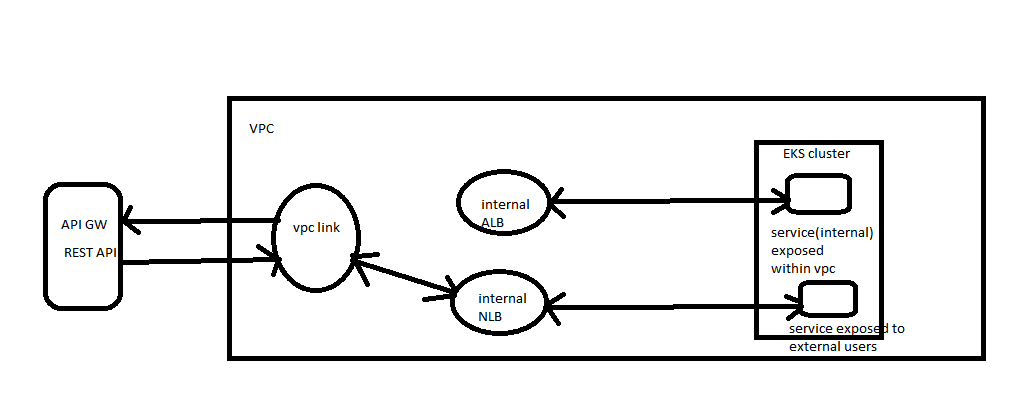 VPC
API GW
REST API
vpc link
internal
ALB
internal
NLB
EKS cluster
service(internal)
exposed
within vpc
service exposed to
external users